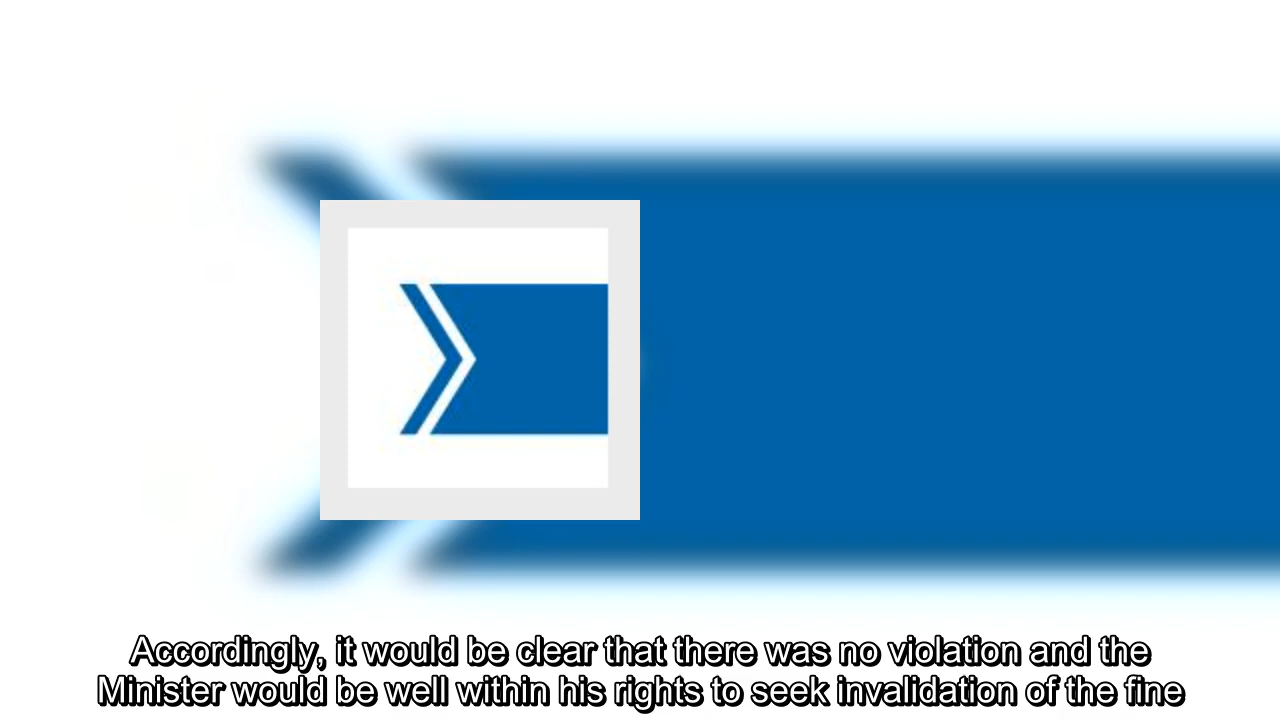 Accordingly, it would be clear that there was no violation and the
Minister would be well within his rights to seek invalidation of the fine